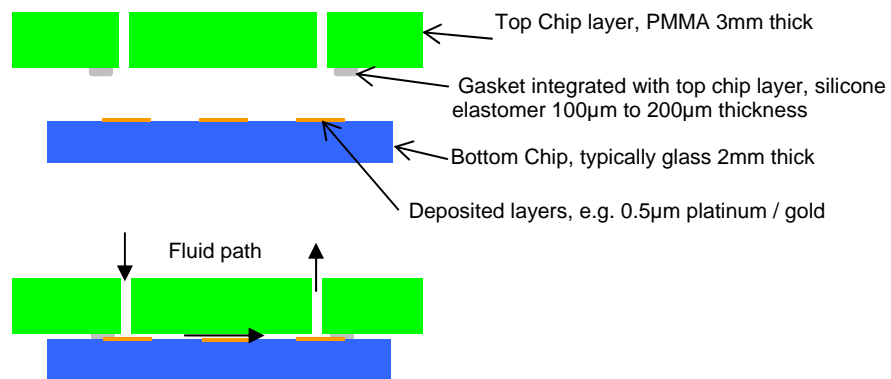 Top Chip layer, PMMA 3mm thick
Gasket integrated with top chip layer, silicone
elastomer 100µm to 200µm thickness
Bottom Chip, typically glass 2mm thick
Deposited layers, e.g. 0.5µm platinum / gold
Fluid path